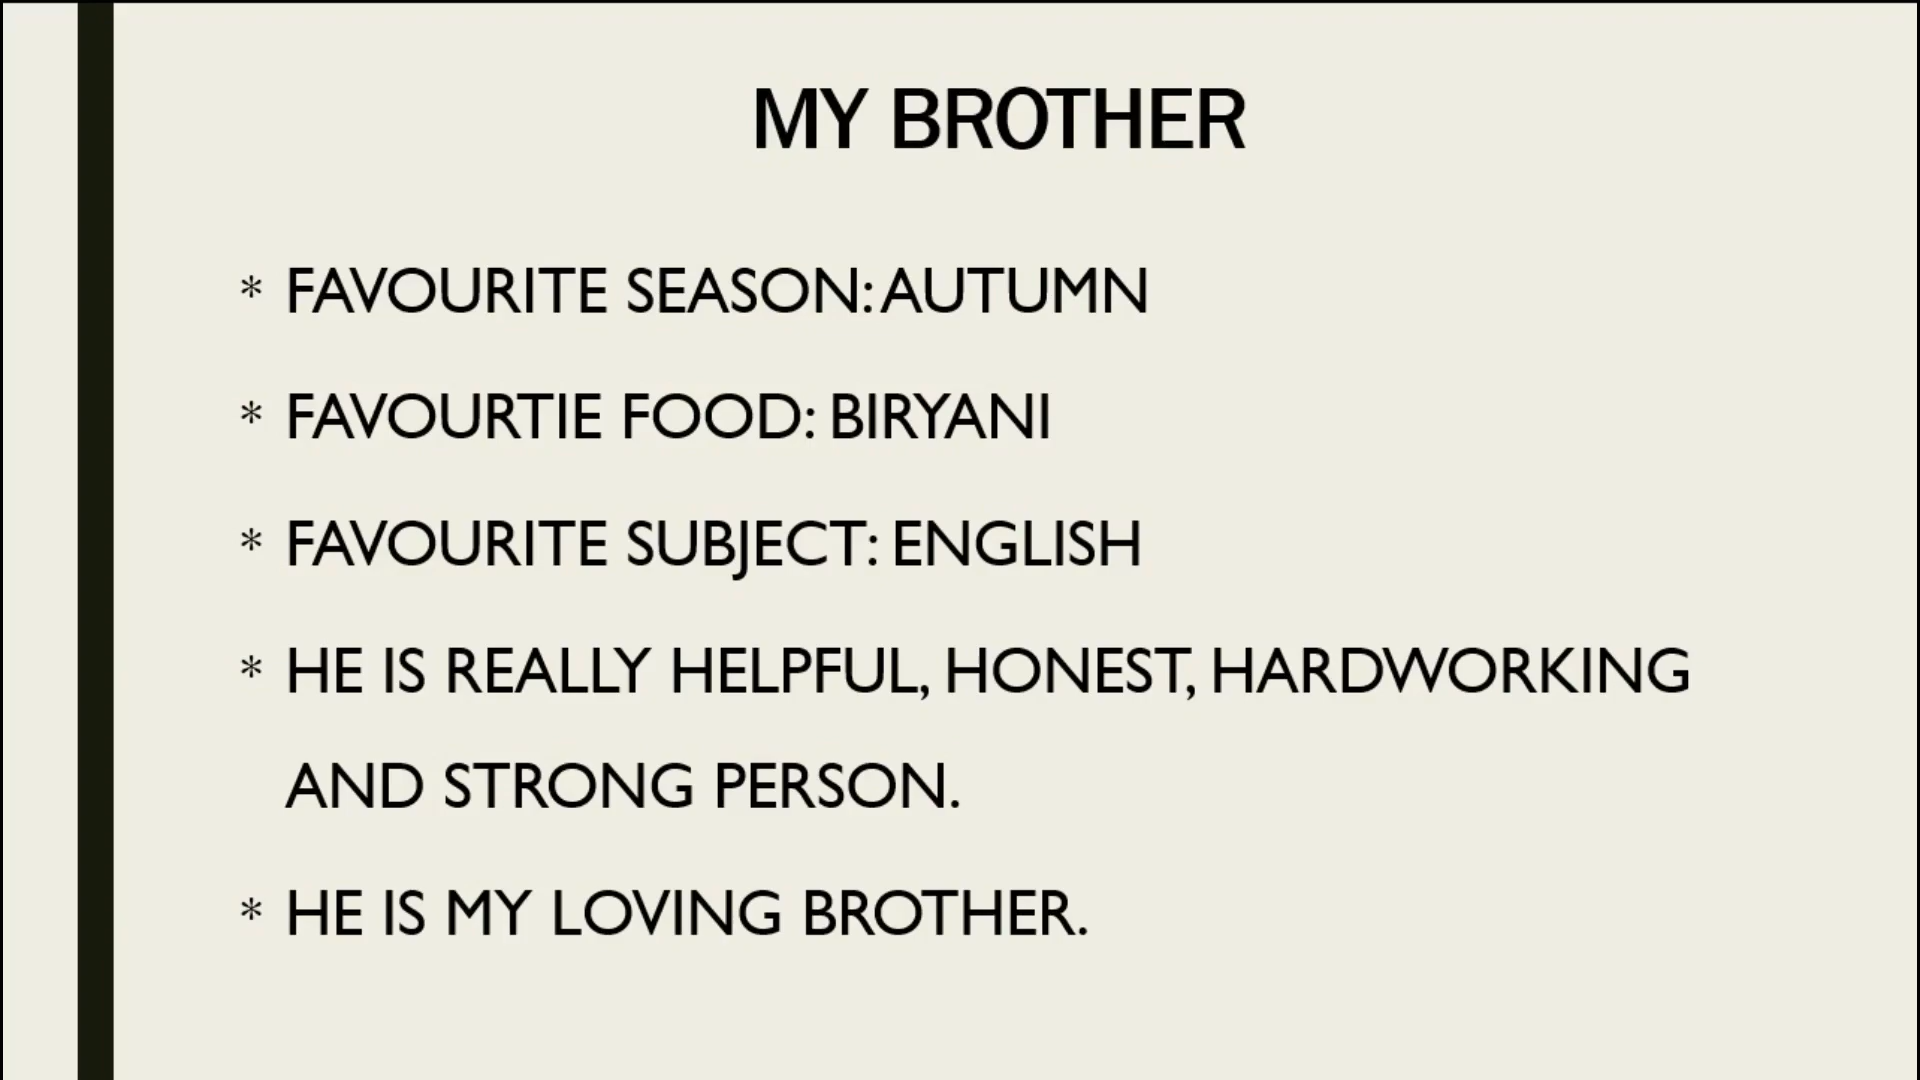 MY BROTHER
* FAVOURITE SEASON: AUTUMN
* FAVOURTIE FOOD: BIRYANI
* FAVOURITE SUBJECT: ENGLISH
* HE IS REALLY HELPFUL, HONEST, HARDWORKING
AND STRONG PERSON.
* HE IS MY LOVING BROTHER.